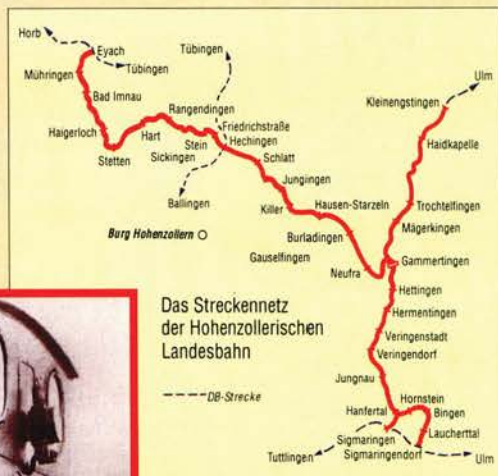 Horb
Eyach
Tübingen
Tübingen
Mühringen
Bad Imnau
Haigerloch
Stetten
Hart
Rangendingen
Sickingen
Stein
Friedrichstraße
Hechingen
Balingen
Schlatt
Jungingen
Killer
Hausen-Starzeln
Burladingen
Gauselfingen
Neufra
Burg Hohenzollern
Ulm
Kleinengstingen
Haidkapelle
Trochtelfingen
Mägerkingen
Gammertingen
Hettingen
Hermentingen
Veringenstadt
Veringendorf
Jungnau
Hornstein
Hanfertal
Bingen
Laucherttal
Sigmaringen
Sigmaringendorf
Tuttlingen
Ulm
Das Streckennetz
der Hohenzollerischen
Landesbahn
DB-Strecke